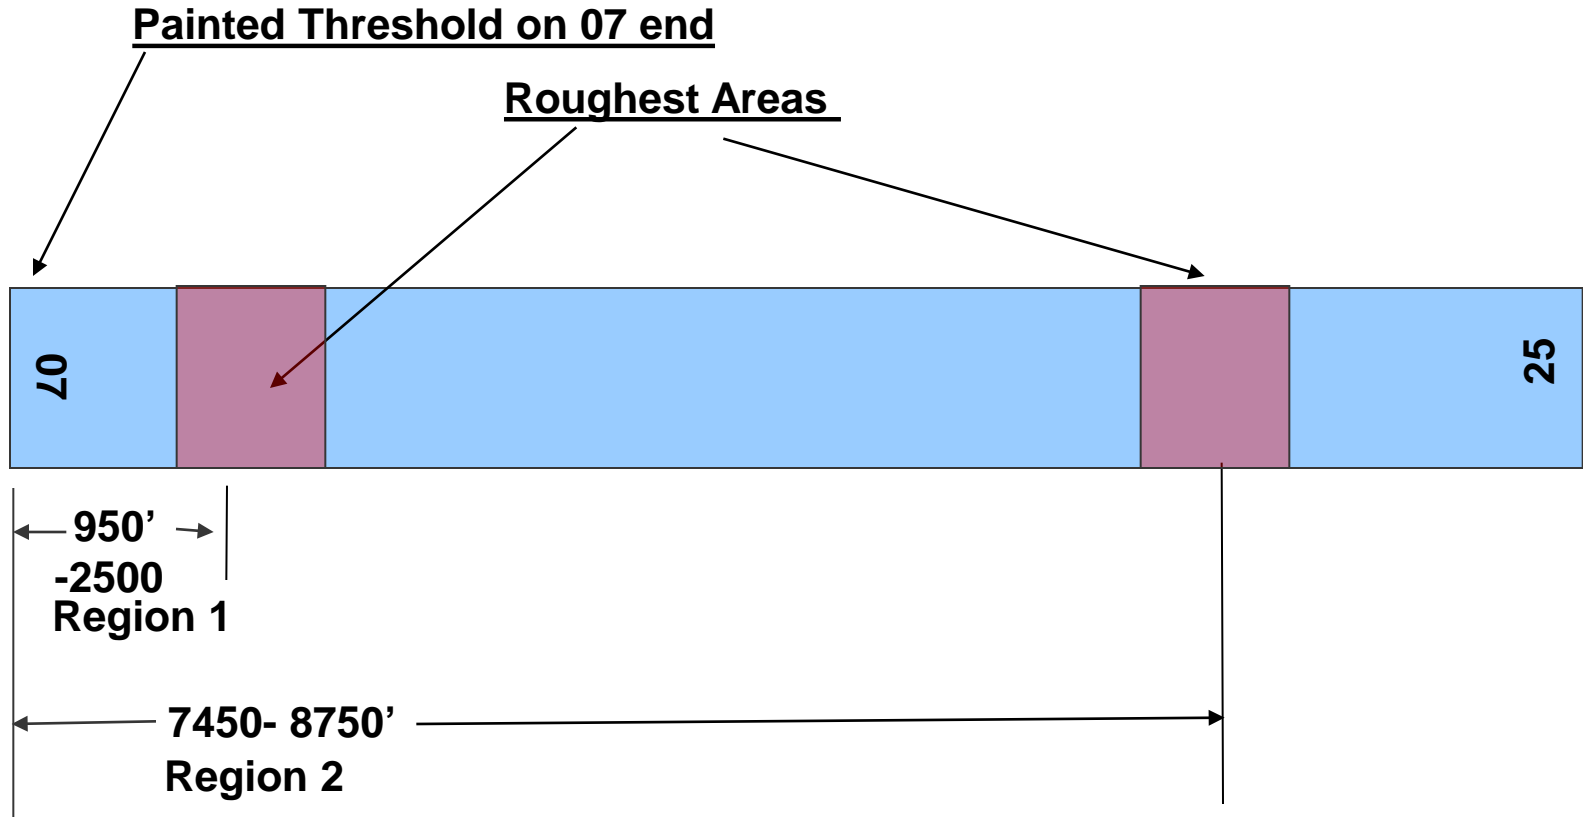 Painted Threshold on 07 end
Roughest Areas
07
25
950’
-2500
Region 1
7450- 8750’
Region 2